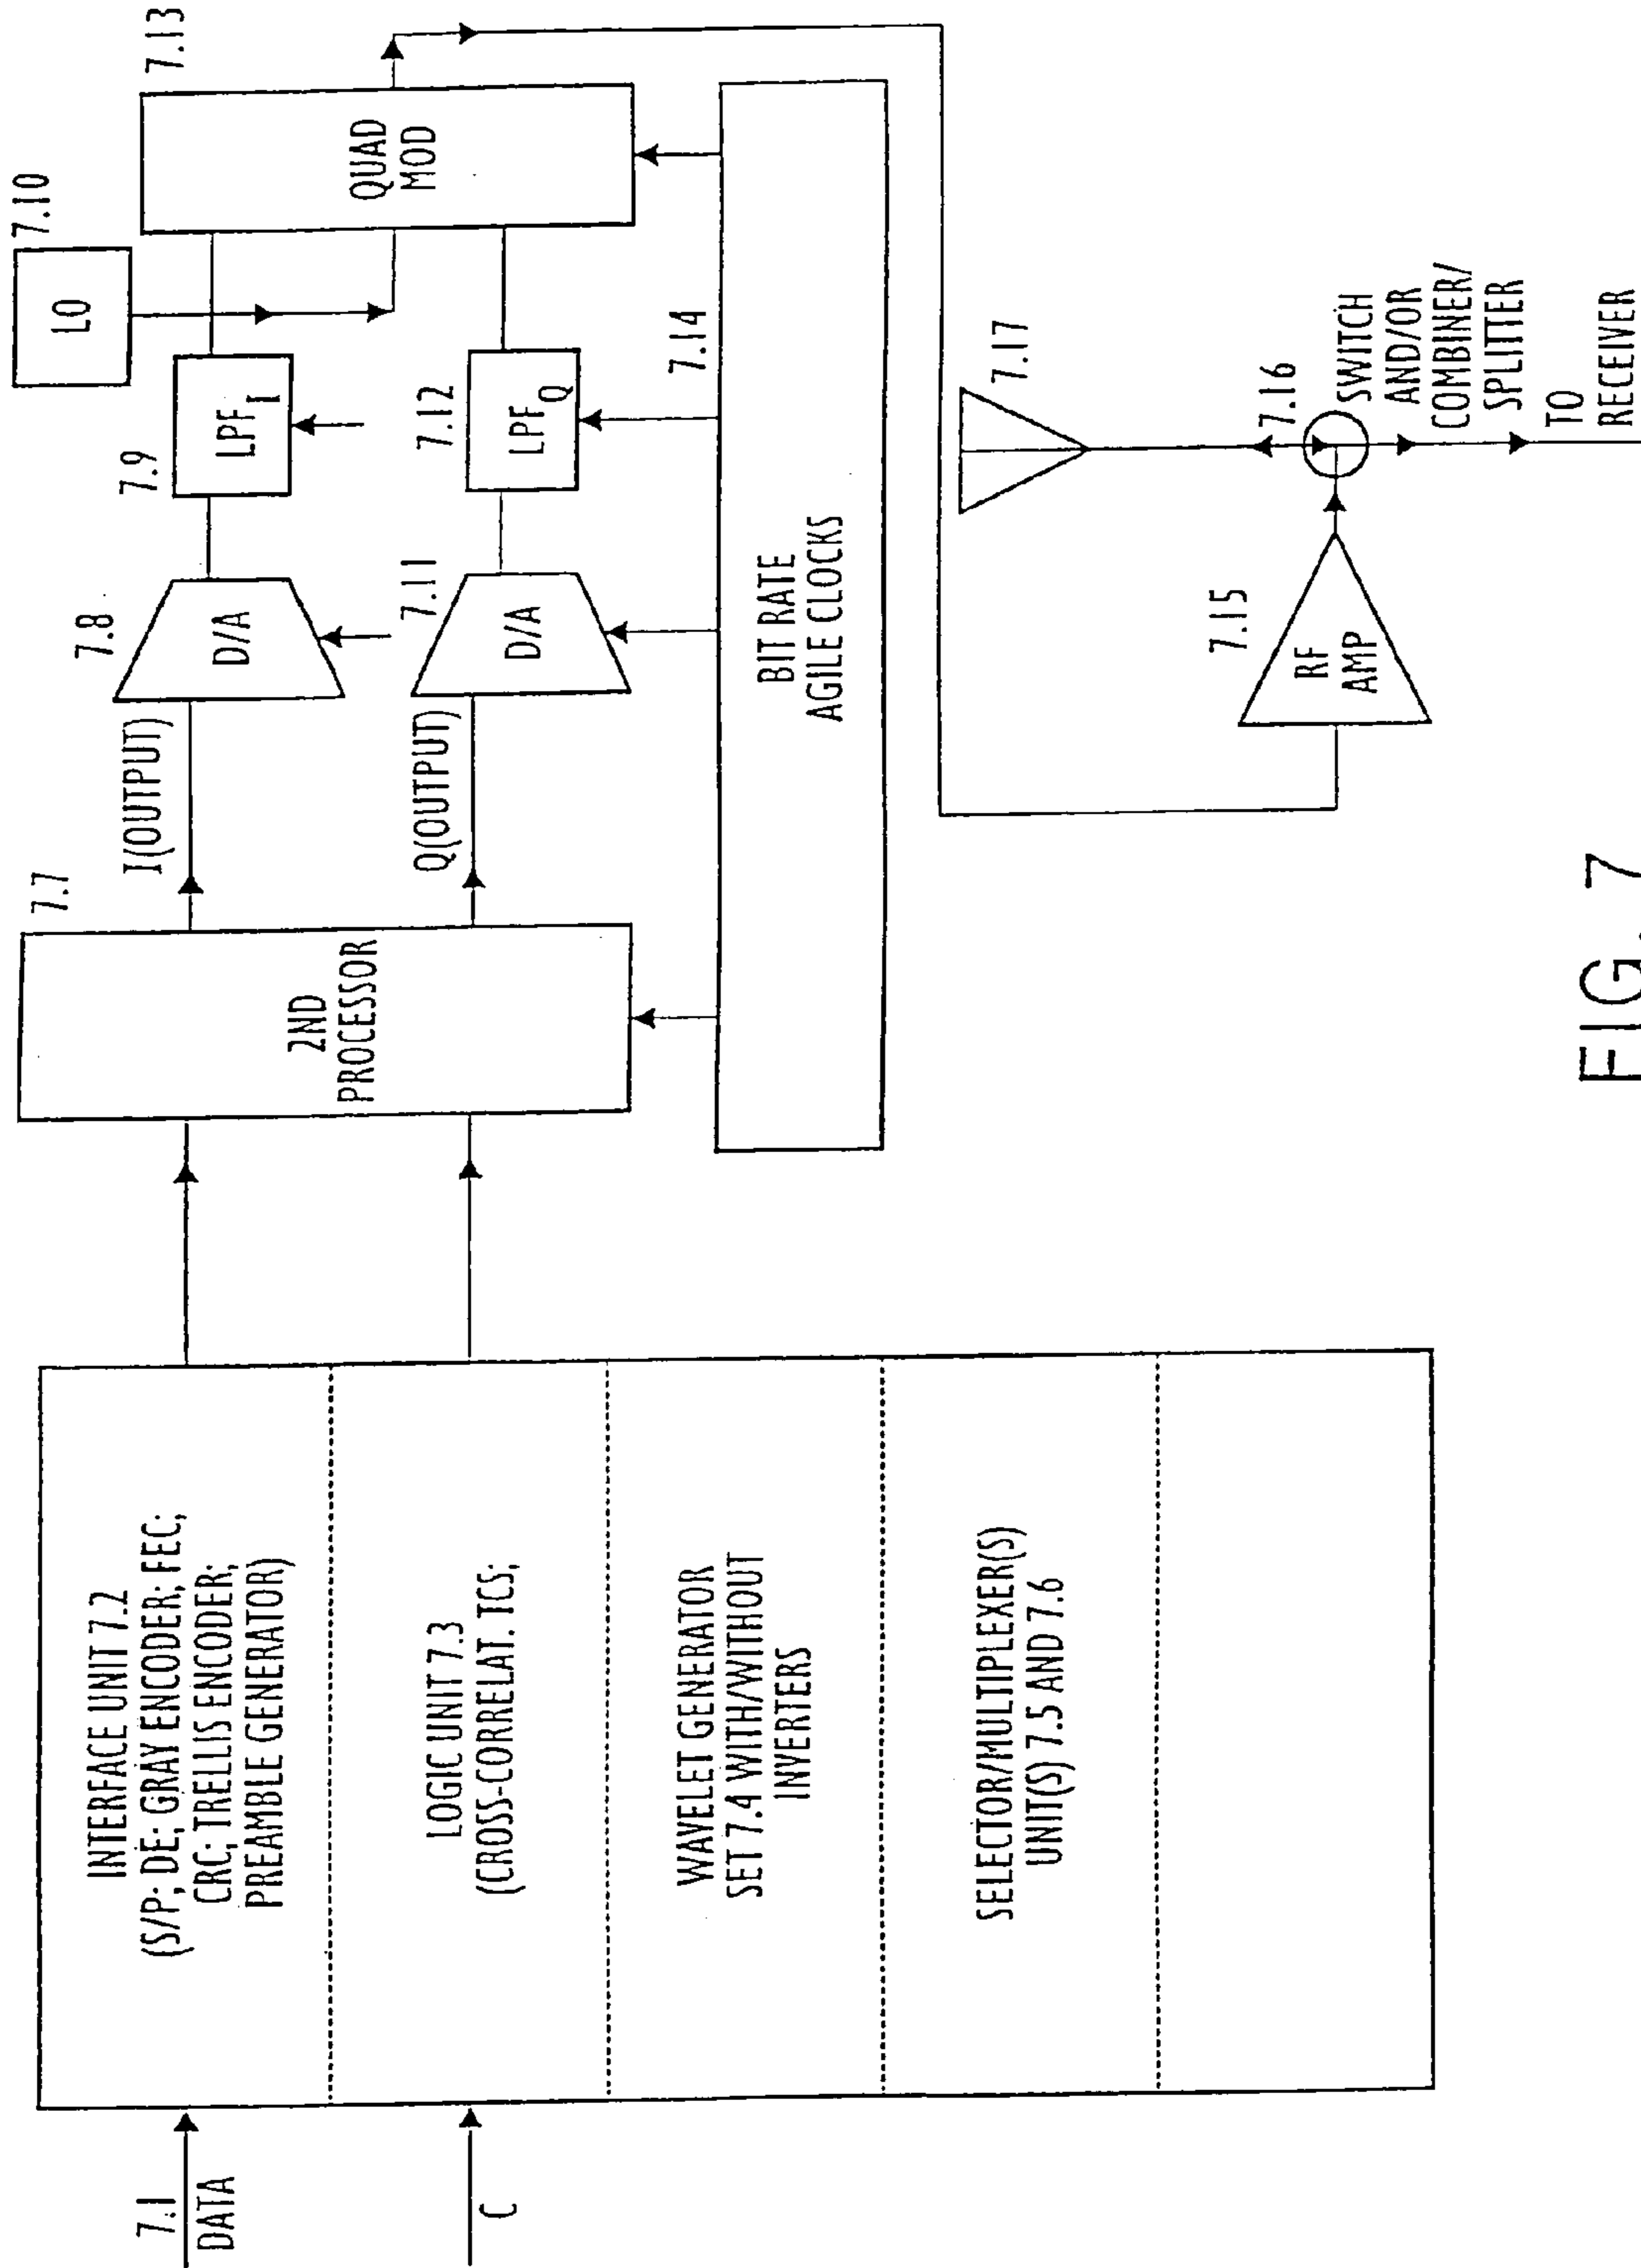 7.1
DATA
C
INTERFACE UNIT 7.2
(S/P; DE; GRAY ENCODER; FEC;
CRC; TRELLIS ENCODER;
PREAMBLE GENERATOR)
LOGIC UNIT 7.3
(CROSS-CORRELAT. TCS;
WAVELET GENERATOR
SET 7.4 WITH/WITHOUT
INVERTERS
SELECTOR/MULTIPLEXER(S)
UNIT(S) 7.5 AND 7.6
7.7
2ND
PROCESSOR
I(OUTPUT)
Q(OUTPUT)
7.8
D/A
7.11
D/A
7.9
LPF I
7.12
LPF Q
7.10
LO
7.13
QUAD
MOD
7.14
BIT RATE
AGILE CLOCKS
7.15
RF
AMP
7.17
7.16
SWITCH
AND/OR
COMBINER/
SPLITTER
TO
RECEIVER
FIG. 7